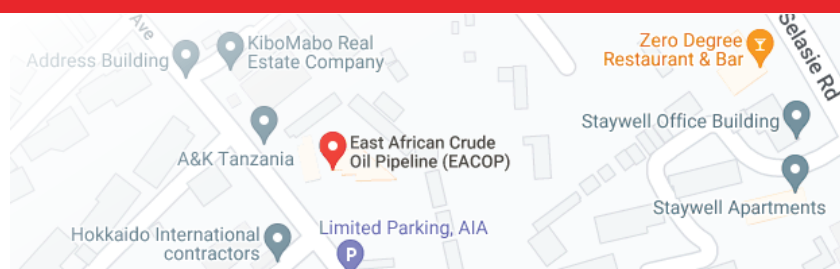 Ave
Address Building
KiboMabo Real
Estate Company
Zero Degree
Restaurant & Bar
Selasie Rd
A&K Tanzania
East African Crude
Oil Pipeline (EACOP)
Staywell Office Building
Staywell Apartments
Hokkaido International
contractors
Limited Parking, AIA
P